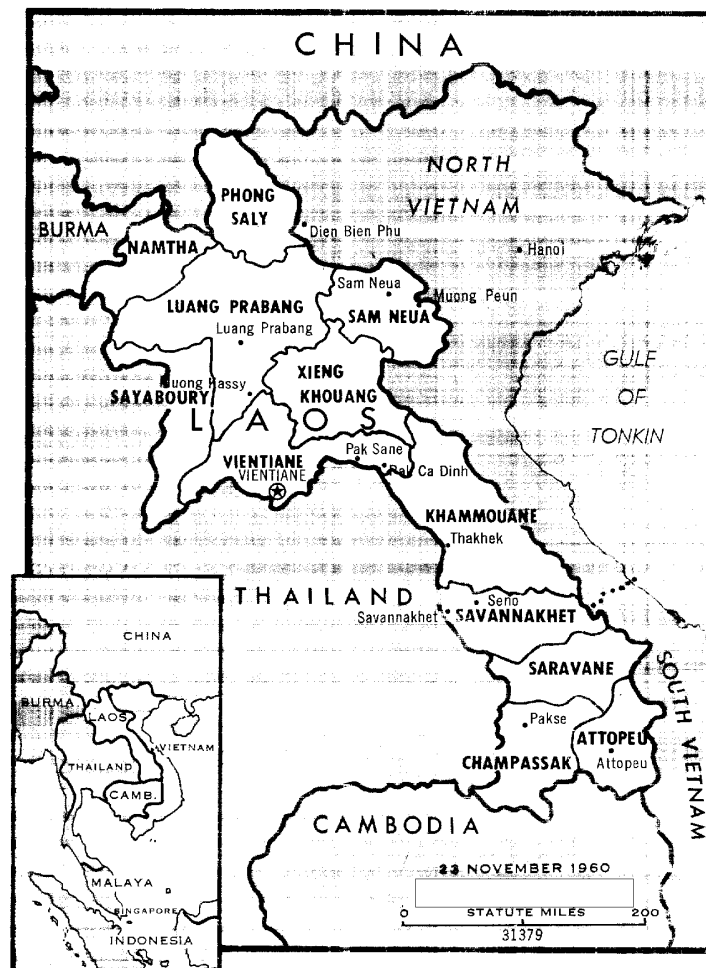 CHINA
NORTH
VIETNAM
PHONG
SALY
BURMA
NAMTHA
Dien Bien Phu
Hanoi
Sam Neua
Muong Peun
LUANG PRABANG
Luang Prabang
SAM NEUA
GULF
OF
TONKIN
XIENG
KHOUANG
SAYABOURY
LAOS
VIENTIANE
VIENTIANE
Pak Sane
Pak Ca Dinh
KHAMMOUANE
Thakhek
THAILAND
Seno
Savannakhet
SAVANNAKHET
SARAVANE
SOUTH VIETNAM
Pakse
ATTOPEU
Attopeu
CHAMPASSAK
CAMBODIA
23 NOVEMBER 1960
0 STATUTE MILES 200
31379
CHINA
BURMA
LAOS
VIETNAM
THAILAND
CAMB.
MALAYA
SINGAPORE
INDONESIA